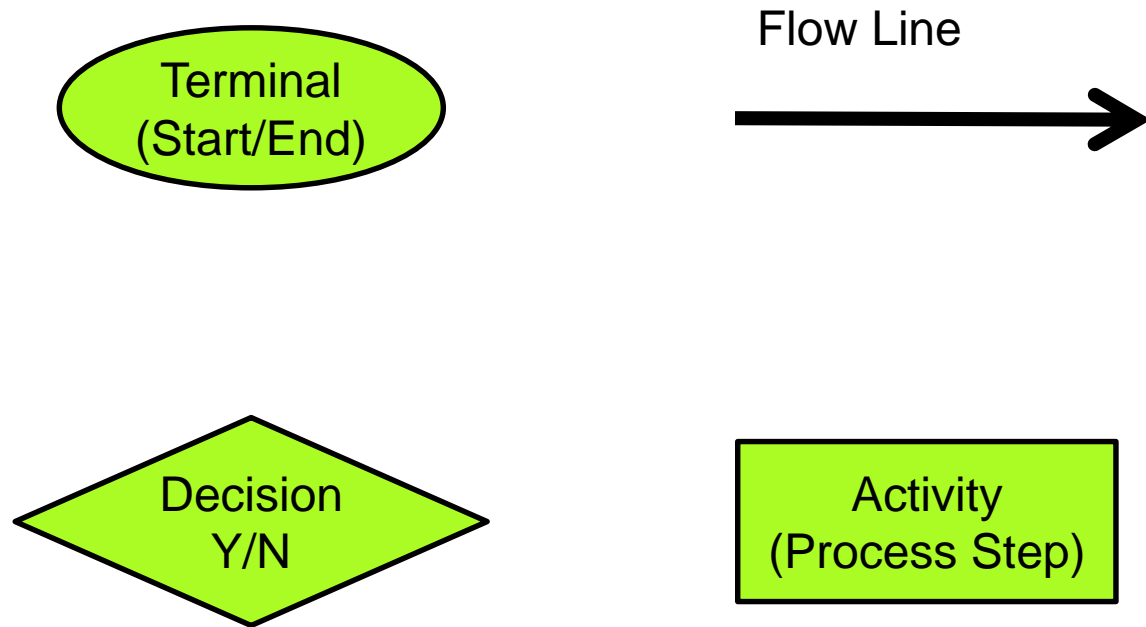 Flow Line
Terminal
(Start/End)
Decision
Y/N
Activity
(Process Step)